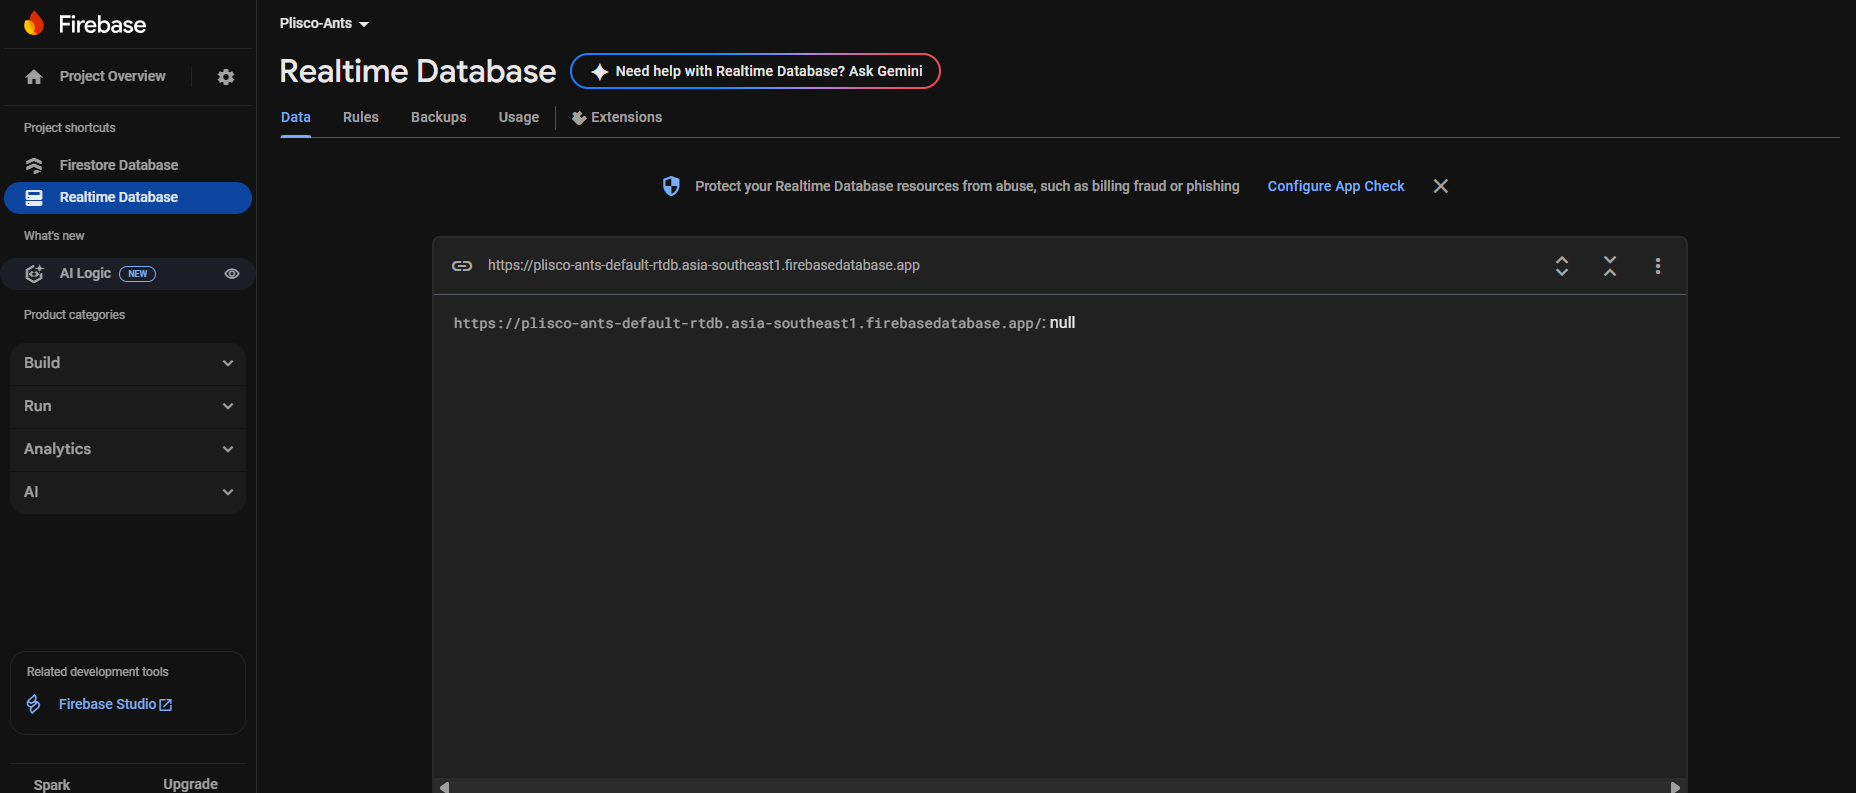 Firebase
Project Overview
Project shortcuts
Firestore Database
Realtime Database
What's new
AI Logic NEW
Product categories
Build
Run
Analytics
AI
Related development tools
Firebase Studio
Spark Upgrade
Plisco-Ants
Realtime Database
Need help with Realtime Database? Ask Gemini
Data Rules Backups Usage Extensions
Protect your Realtime Database resources from abuse, such as billing fraud or phishing Configure App Check
https://plisco-ants-default-rtdb.asia-southeast1.firebasedatabase.app
https://plisco-ants-default-rtdb.asia-southeast1.firebasedatabase.app/: null